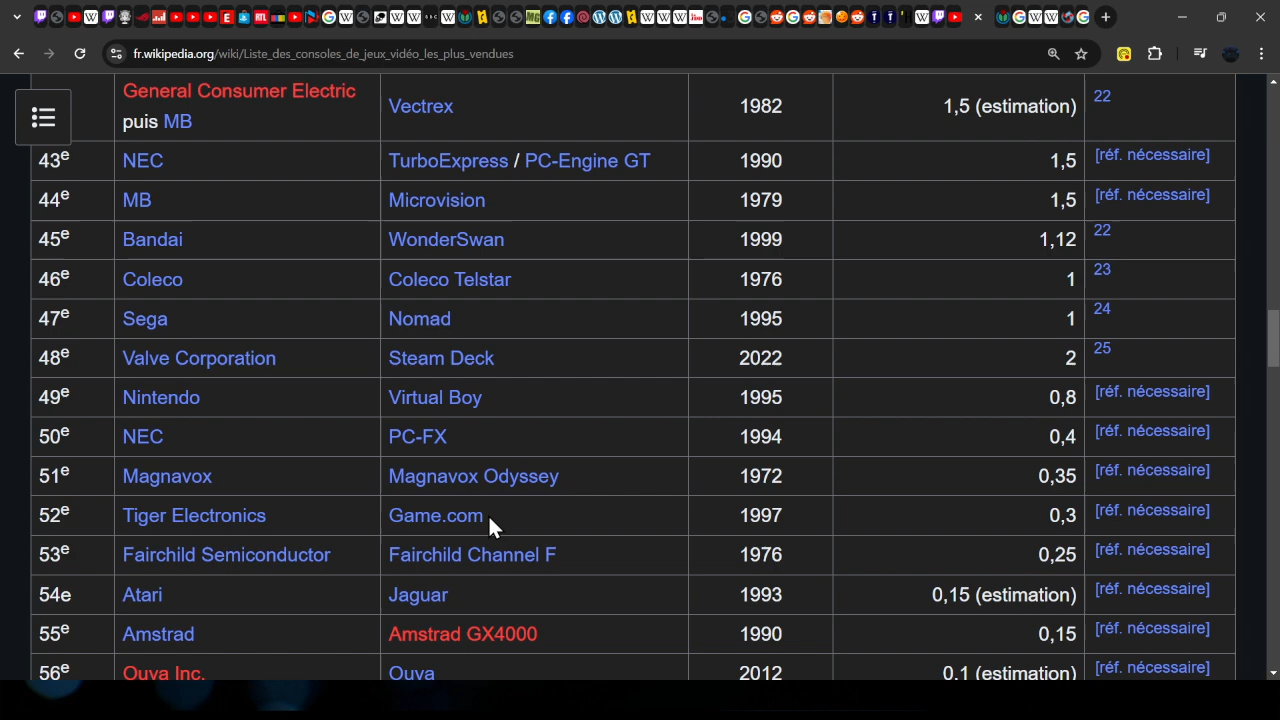 fr.wikipedia.org/wiki/Liste_des_consoles_de_jeux_vidéo_les_plus_vendues
General Consumer Electric puis MB Vectrex 1982 1,5 (estimation) 22
43e NEC TurboExpress / PC-Engine GT 1990 1,5 [réf. nécessaire]
44e MB Microvision 1979 1,5 [réf. nécessaire]
45e Bandai WonderSwan 1999 1,12 22
46e Coleco Coleco Telstar 1976 1 23
47e Sega Nomad 1995 1 24
48e Valve Corporation Steam Deck 2022 2 25
49e Nintendo Virtual Boy 1995 0,8 [réf. nécessaire]
50e NEC PC-FX 1994 0,4 [réf. nécessaire]
51e Magnavox Magnavox Odyssey 1972 0,35 [réf. nécessaire]
52e Tiger Electronics Game.com 1997 0,3 [réf. nécessaire]
53e Fairchild Semiconductor Fairchild Channel F 1976 0,25 [réf. nécessaire]
54e Atari Jaguar 1993 0,15 (estimation) [réf. nécessaire]
55e Amstrad Amstrad GX4000 1990 0,15 [réf. nécessaire]
56e Ouya Inc. Ouya 2012 0,1 (estimation) [réf. nécessaire]